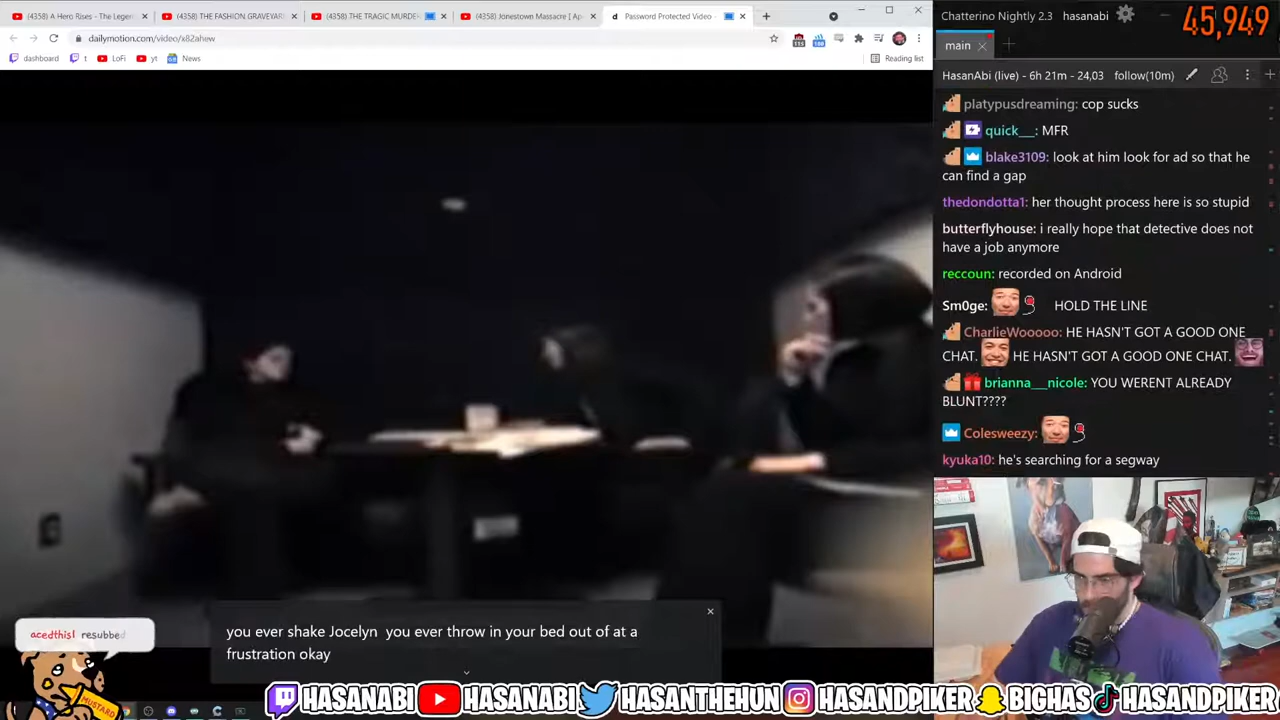 (4358) A Hero Rises - The Legen
(4358) THE FASHION GRAVEYAR
(4358) THE TRAGIC MURDE
(4358) Jonestown Massacre [ Ap
Password Protected Video -
dailymotion.com/video/x82ahew
dashboard
t
LoFi
yt
News
Reading list
Chatterino Nightly 2.3
hasanabi
45,949
main
HasanAbi (live) - 6h 21m - 24,03
follow(10m)
platypusdreaming: cop sucks
quick___: MFR
blake3109: look at him look for ad so that he
can find a gap
thedondotta1: her thought process here is so stupid
butterflyhouse: i really hope that detective does not
have a job anymore
reccoun: recorded on Android
Sm0ge: HOLD THE LINE
CharlieWooooo: HE HASN'T GOT A GOOD ONE
CHAT. HE HASN'T GOT A GOOD ONE CHAT.
brianna__nicole: YOU WERENT ALREADY
BLUNT????
Colesweezy:
kyuka10: he's searching for a segway
you ever shake Jocelyn you ever throw in your bed out of at a
frustration okay
acedthisl resubbed
MUSTARD
HASANABI
HASANABI
HASANTHEHUN
HASANDPIKER
BIGHAS
HASANDPIKER